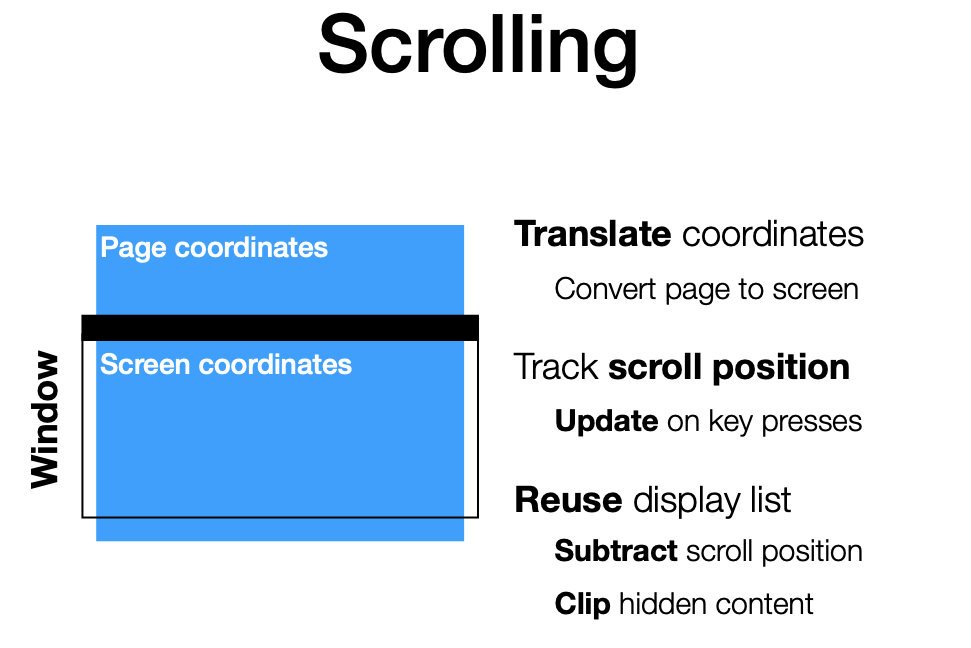 Scrolling
Page coordinates
Screen coordinates
Window
Translate coordinates
Convert page to screen
Track scroll position
Update on key presses
Reuse display list
Subtract scroll position
Clip hidden content